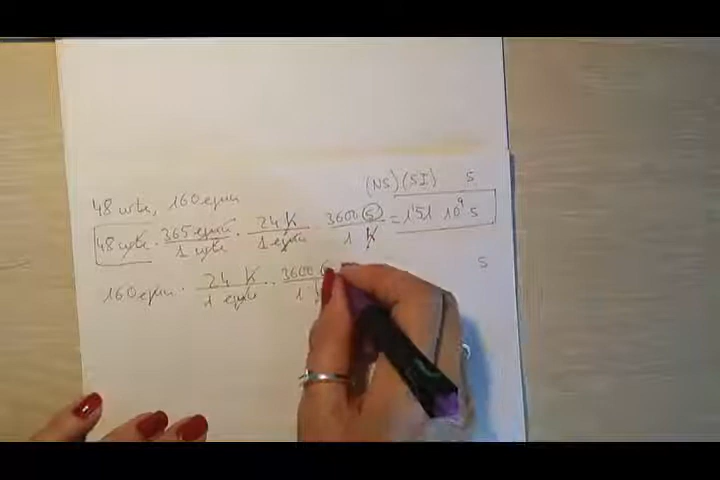 (NS) (SI) s
48 urte, 160 egun
48 urte · 365 egun / 1 urte · 24 h / 1 egun · 3600 s / 1 h = 1'51 10⁹ s
s
160 egun · 24 h / 1 egun · 3600 / 1